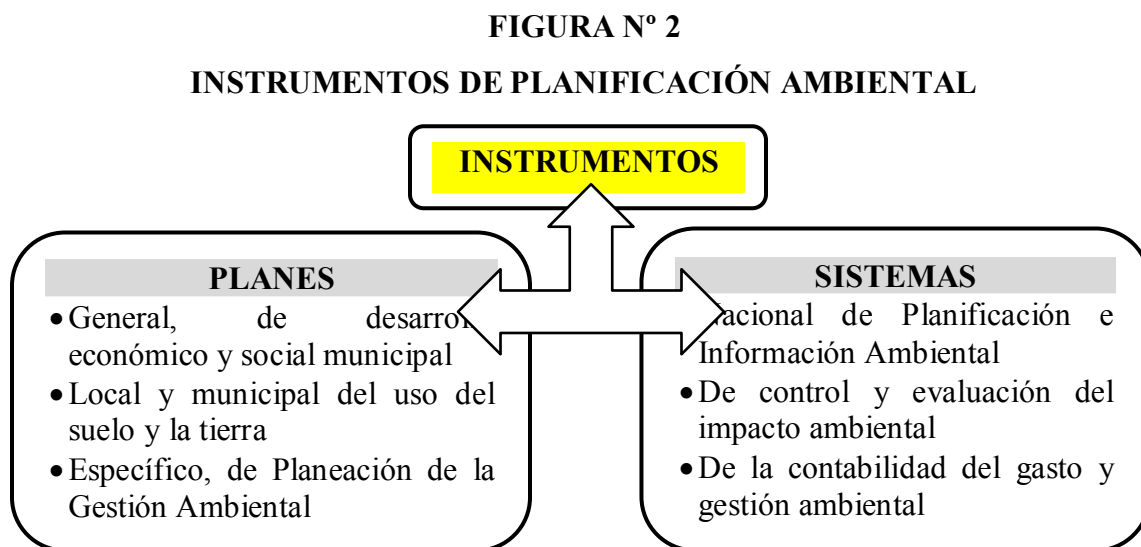 FIGURA Nº 2
INSTRUMENTOS DE PLANIFICACIÓN AMBIENTAL
INSTRUMENTOS
PLANES
• General, de desarrol
económico y social municipal
• Local y municipal del uso del
suelo y la tierra
• Específico, de Planeación de la
Gestión Ambiental
SISTEMAS
Nacional de Planificación e
Información Ambiental
• De control y evaluación del
impacto ambiental
• De la contabilidad del gasto y
gestión ambiental